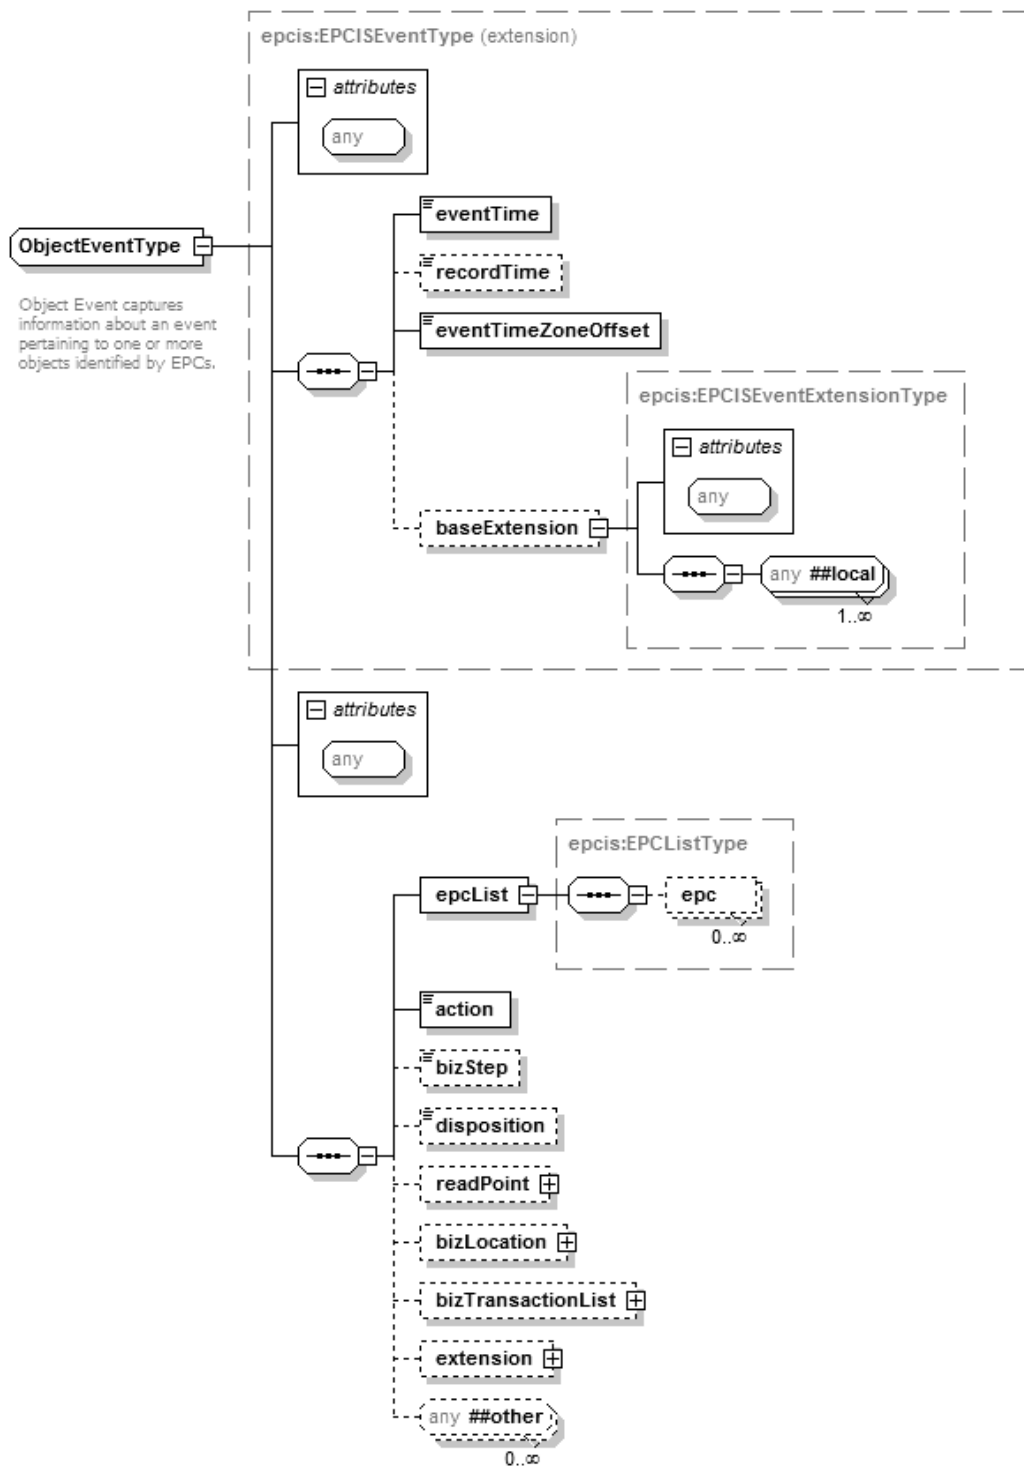 epcis:EPCISEventType (extension)
attributes
any
eventTime
ObjectEventType
recordTime
Object Event captures
information about an event
pertaining to one or more
objects identified by EPCs.
eventTimeZoneOffset
epcis:EPCISEventExtensionType
attributes
any
baseExtension
any ##local
1..∞
attributes
any
epcis:EPCListType
epcList
epc
0..∞
action
bizStep
disposition
readPoint
bizLocation
bizTransactionList
extension
any ##other
0..∞